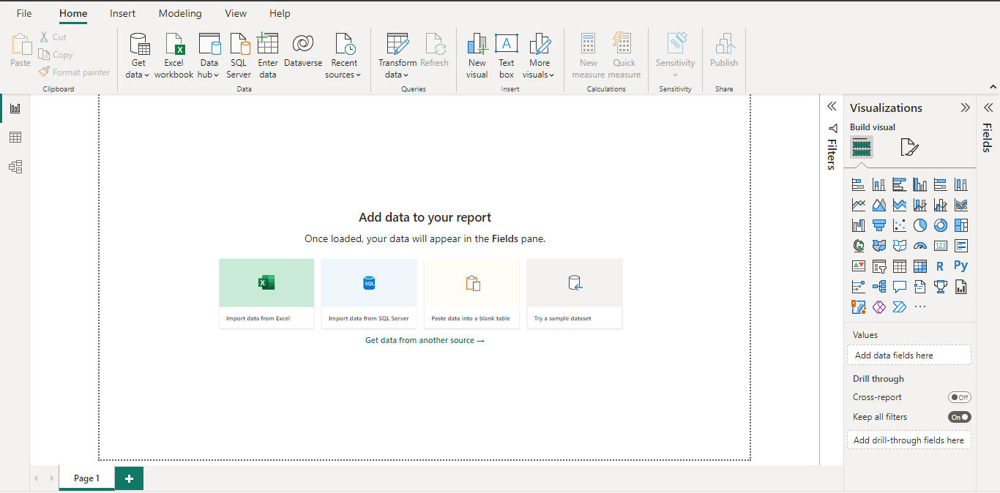 File Home Insert Modeling View Help
Paste
Cut
Copy
Format painter
Clipboard
Get data
Excel workbook
Data hub
SQL Server
Enter data
Dataverse
Recent sources
Data
Transform data
Refresh
Queries
New visual
Text box
More visuals
Insert
New measure
Quick measure
Calculations
Sensitivity
Sensitivity
Publish
Share
Add data to your report
Once loaded, your data will appear in the Fields pane.
SQL
Import data from Excel
Import data from SQL Server
Paste data into a blank table
Try a sample dataset
Get data from another source →
Filters
Visualizations
Build visual
123
R
Py
Values
Add data fields here
Drill through
Cross-report Off
Keep all filters On
Add drill-through fields here
Fields
Page 1